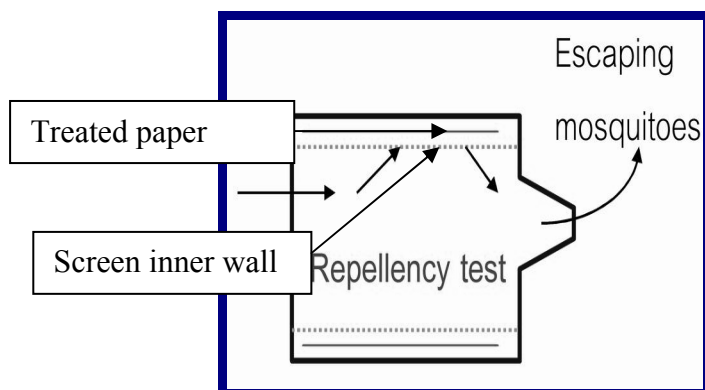 Escaping
mosquitoes
Treated paper
Screen inner wall
Repellency test